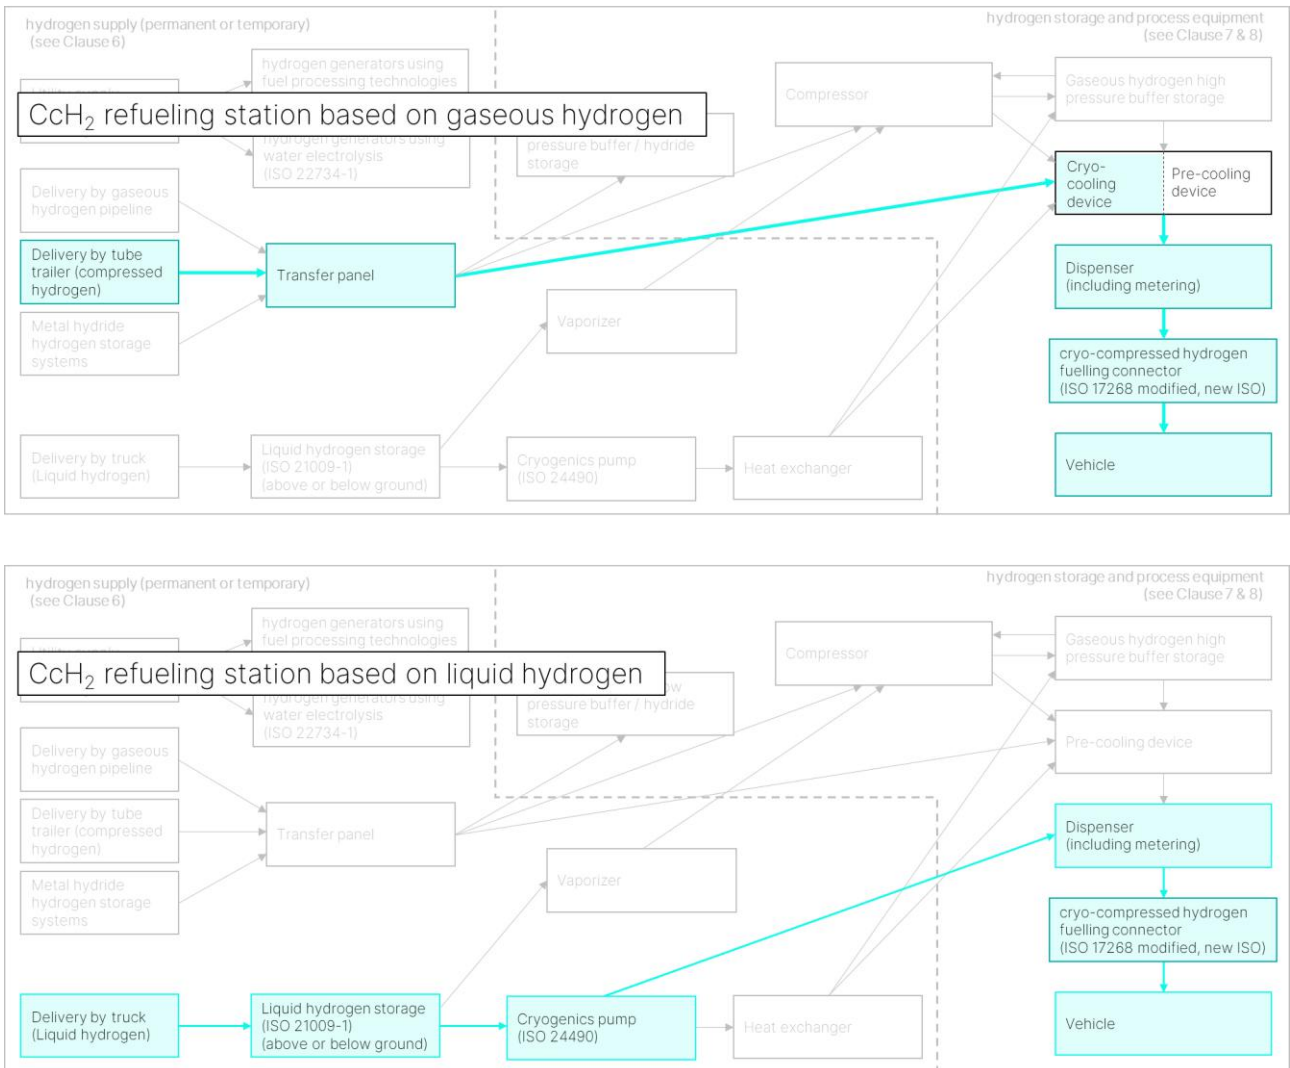 hydrogen supply (permanent or temporary)
(see Clause 6)
hydrogen storage and process equipment
(see Clause 7 & 8)
hydrogen generators using
fuel processing technologies
CcH₂ refueling station based on gaseous hydrogen
hydrogen generators using
water electrolysis
(ISO 22734-1)
pressure buffer / hydride
storage
Compressor
Gaseous hydrogen high
pressure buffer storage
Cryo-
cooling
device
Pre-cooling
device
Delivery by gaseous
hydrogen pipeline
Delivery by tube
trailer (compressed
hydrogen)
Transfer panel
Dispenser
(including metering)
Metal hydride
hydrogen storage
systems
Vaporizer
cryo-compressed hydrogen
fuelling connector
(ISO 17268 modified, new ISO)
Delivery by truck
(Liquid hydrogen)
Liquid hydrogen storage
(ISO 21009-1)
(above or below ground)
Cryogenics pump
(ISO 24490)
Heat exchanger
Vehicle
hydrogen supply (permanent or temporary)
(see Clause 6)
hydrogen storage and process equipment
(see Clause 7 & 8)
hydrogen generators using
fuel processing technologies
CcH₂ refueling station based on liquid hydrogen
hydrogen generators using
water electrolysis
(ISO 22734-1)
pressure buffer / hydride
storage
Compressor
Gaseous hydrogen high
pressure buffer storage
Pre-cooling device
Delivery by gaseous
hydrogen pipeline
Delivery by tube
trailer (compressed
hydrogen)
Transfer panel
Dispenser
(including metering)
Metal hydride
hydrogen storage
systems
Vaporizer
cryo-compressed hydrogen
fuelling connector
(ISO 17268 modified, new ISO)
Delivery by truck
(Liquid hydrogen)
Liquid hydrogen storage
(ISO 21009-1)
(above or below ground)
Cryogenics pump
(ISO 24490)
Heat exchanger
Vehicle